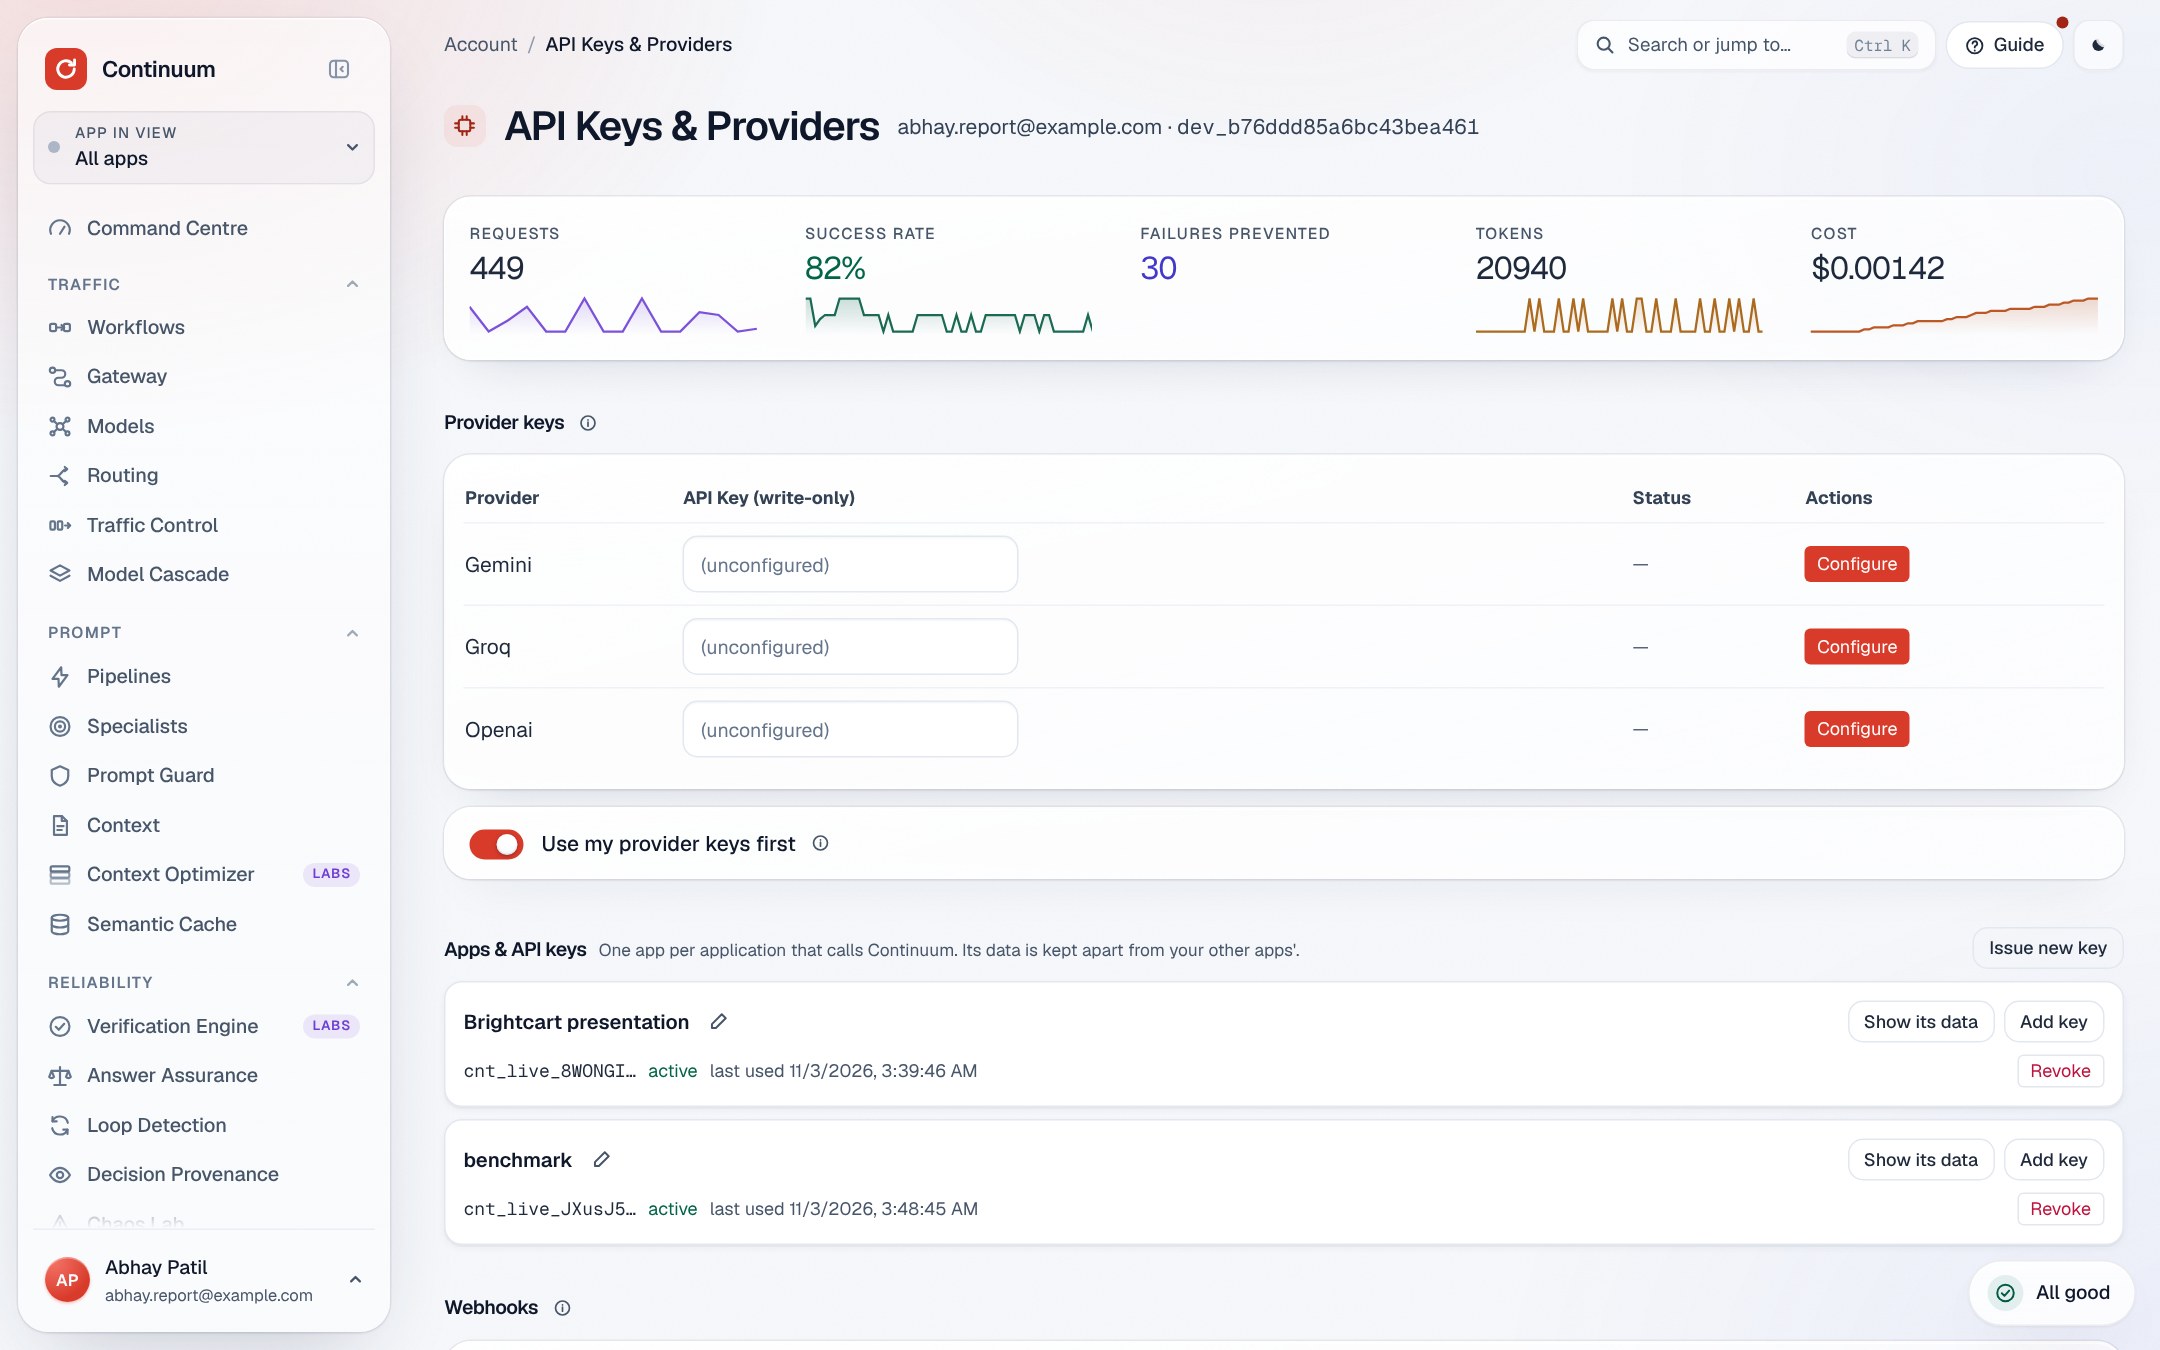 Continuum
APP IN VIEW
All apps
Command Centre
TRAFFIC
Workflows
Gateway
Models
Routing
Traffic Control
Model Cascade
PROMPT
Pipelines
Specialists
Prompt Guard
Context
Context Optimizer LABS
Semantic Cache
RELIABILITY
Verification Engine LABS
Answer Assurance
Loop Detection
Decision Provenance
Chaos Lab
AP Abhay Patil
abhay.report@example.com
Account / API Keys & Providers
Search or jump to... Ctrl K
Guide
API Keys & Providers abhay.report@example.com · dev_b76ddd85a6bc43bea461
REQUESTS SUCCESS RATE FAILURES PREVENTED TOKENS COST
449 82% 30 20940 $0.00142
Provider keys
Provider API Key (write-only) Status Actions
Gemini (unconfigured) — Configure
Groq (unconfigured) — Configure
Openai (unconfigured) — Configure
Use my provider keys first
Apps & API keys One app per application that calls Continuum. Its data is kept apart from your other apps'. Issue new key
Brightcart presentation Show its data Add key
cnt_live_8WONGI… active last used 11/3/2026, 3:39:46 AM Revoke
benchmark Show its data Add key
cnt_live_JXusJ5… active last used 11/3/2026, 3:48:45 AM Revoke
Webhooks
All good